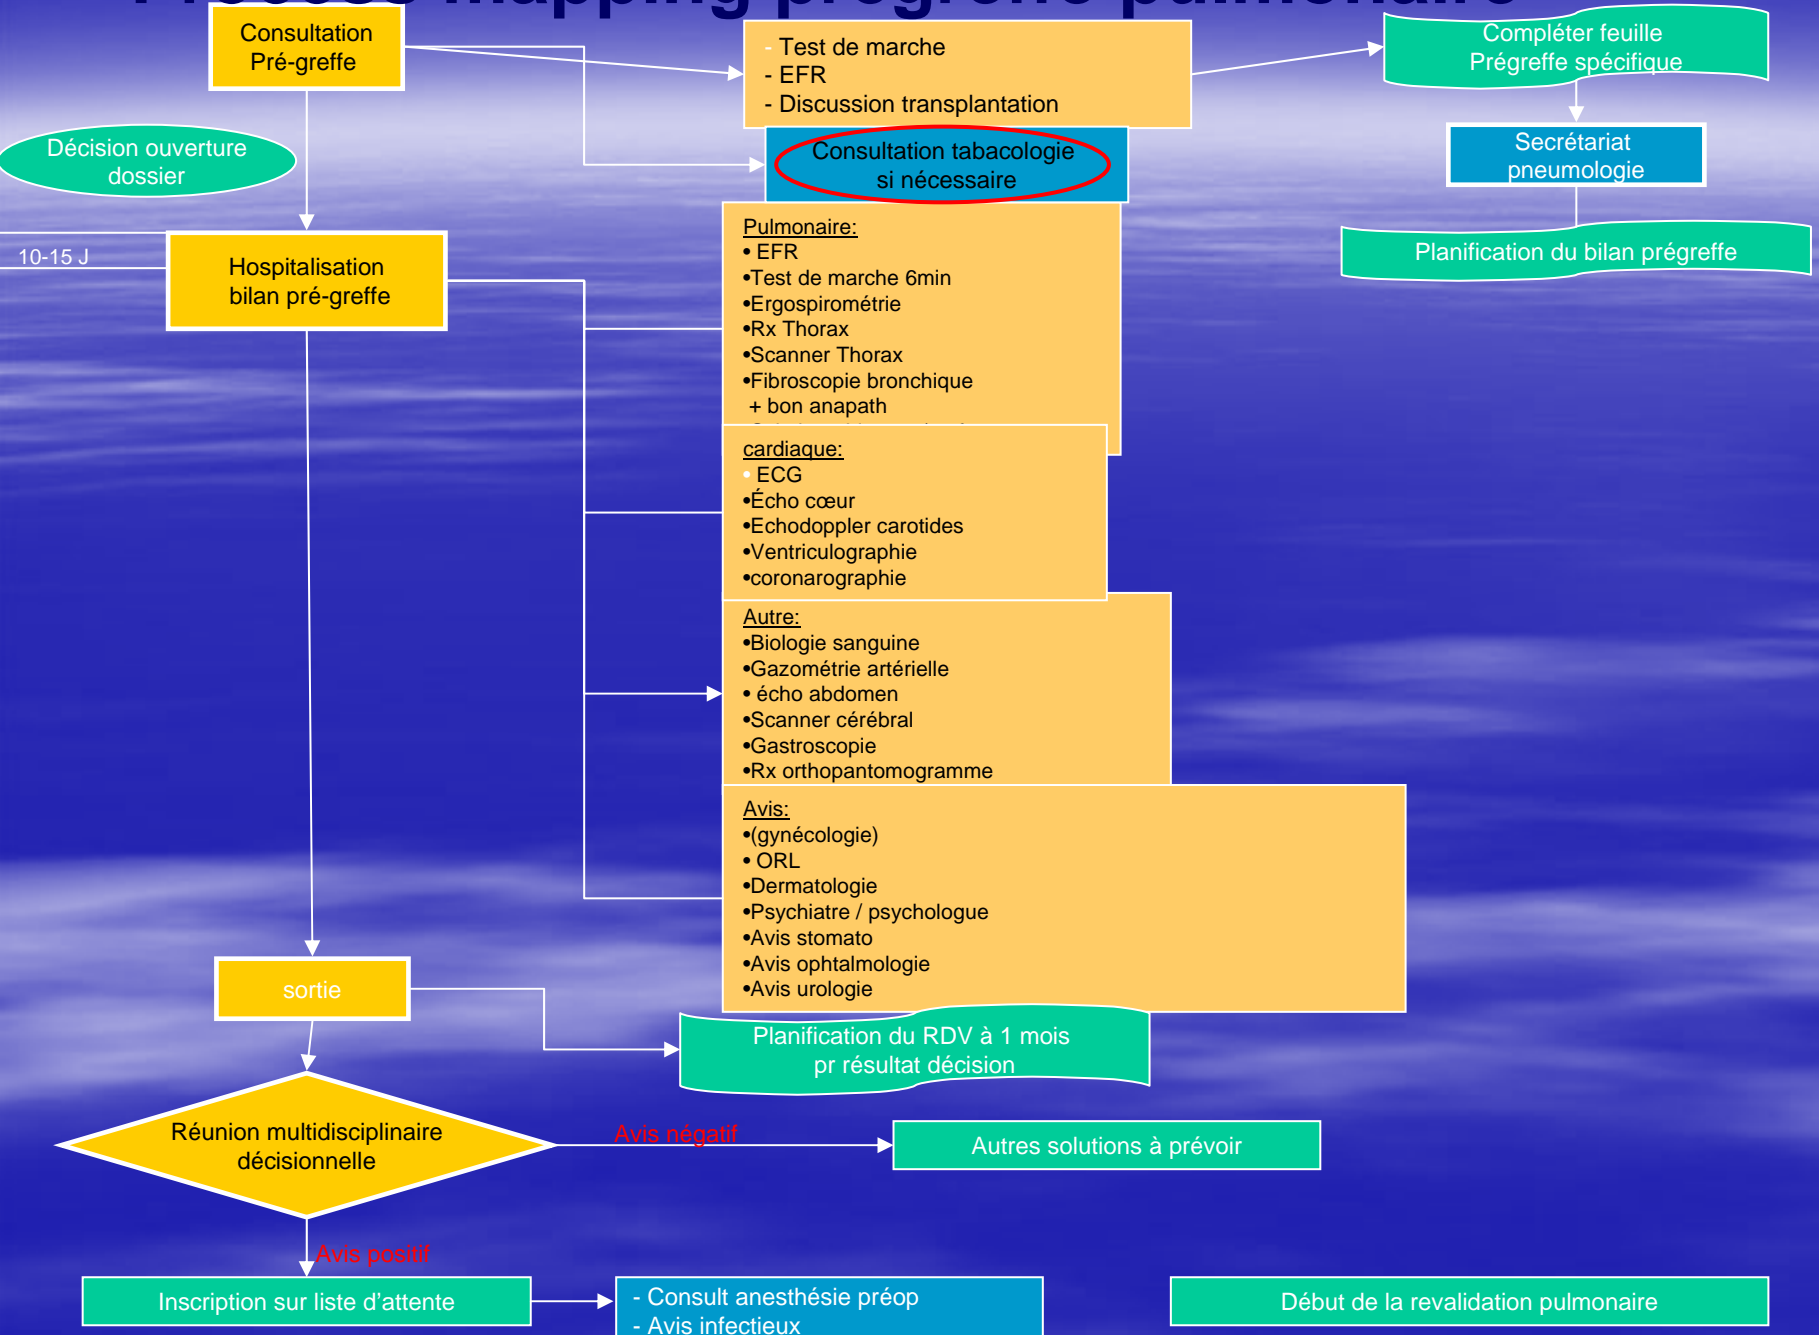 Process mapping prégreffe pulmonaire
Consultation
Pré-greffe
- Test de marche
- EFR
- Discussion transplantation
Compléter feuille
Prégreffe spécifique
Décision ouverture
dossier
Consultation tabacologie
si nécessaire
Secrétariat
pneumologie
10-15 J
Hospitalisation
bilan pré-greffe
Planification du bilan prégreffe
Pulmonaire:
• EFR
•Test de marche 6min
•Ergospirométrie
•Rx Thorax
•Scanner Thorax
•Fibroscopie bronchique
+ bon anapath
cardiaque:
• ECG
•Écho cœur
•Echodoppler carotides
•Ventriculographie
•coronarographie
Autre:
•Biologie sanguine
•Gazométrie artérielle
• écho abdomen
•Scanner cérébral
•Gastroscopie
•Rx orthopantomogramme
Avis:
•(gynécologie)
• ORL
•Dermatologie
•Psychiatre / psychologue
•Avis stomato
•Avis ophtalmologie
•Avis urologie
sortie
Planification du RDV à 1 mois
pr résultat décision
Réunion multidisciplinaire
décisionnelle
Avis négatif
Autres solutions à prévoir
Avis positif
Inscription sur liste d'attente
- Consult anesthésie préop
- Avis infectieux
Début de la revalidation pulmonaire